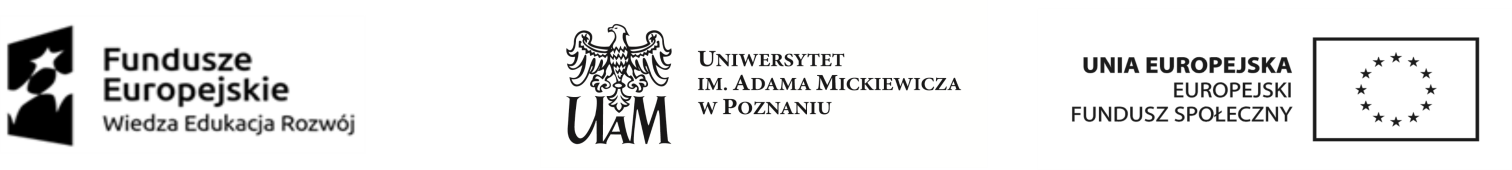 Fundusze
Europejskie
Wiedza Edukacja Rozwój
UAM
UNIWERSYTET
IM. ADAMA MICKIEWICZA
W POZNANIU
UNIA EUROPEJSKA
EUROPEJSKI
FUNDUSZ SPOŁECZNY